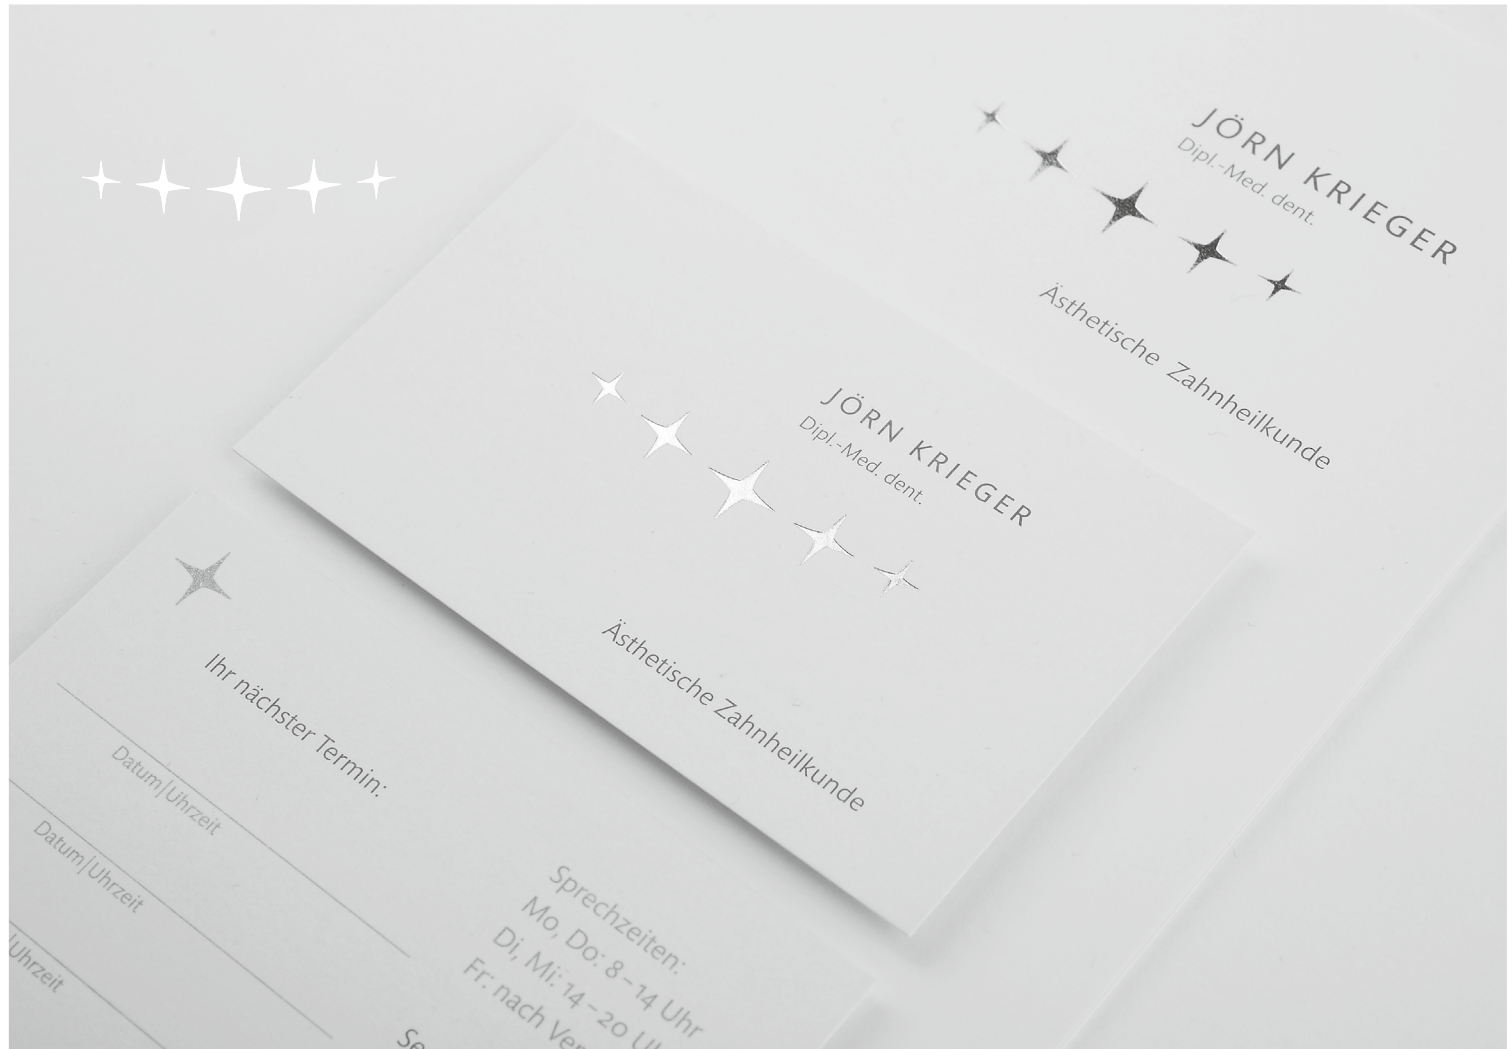 JÖRN KRIEGER
Dipl.-Med. dent.
Ästhetische Zahnheilkunde
JÖRN KRIEGER
Dipl.-Med. dent.
Ästhetische Zahnheilkunde
Ihr nächster Termin:
Datum|Uhrzeit
Datum|Uhrzeit
|Uhrzeit
Sprechzeiten:
Mo, Do: 8–14 Uhr
Di, Mi: 14–20
Fr: nach